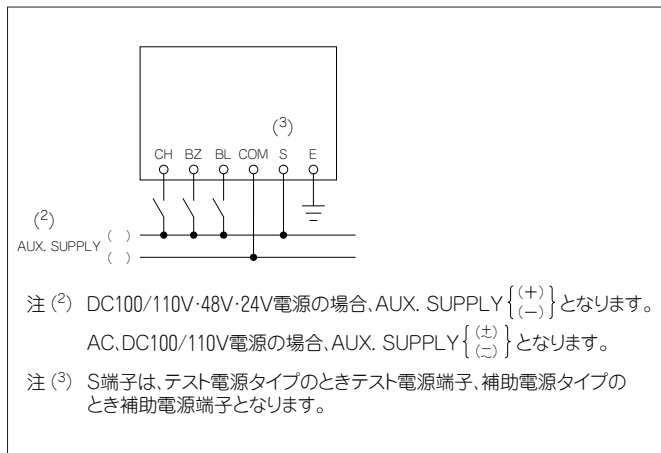 (3)
CH BZ BL COM S E
(2)
AUX. SUPPLY ( )
( )
注(2) DC100/110V·48V·24V電源の場合、AUX. SUPPLY{(+)(−)}となります。
AC、DC100/110V電源の場合、AUX. SUPPLY{(±)(~)}となります。
注(3) S端子は、テスト電源タイプのときテスト電源端子、補助電源タイプの
とき補助電源端子となります。